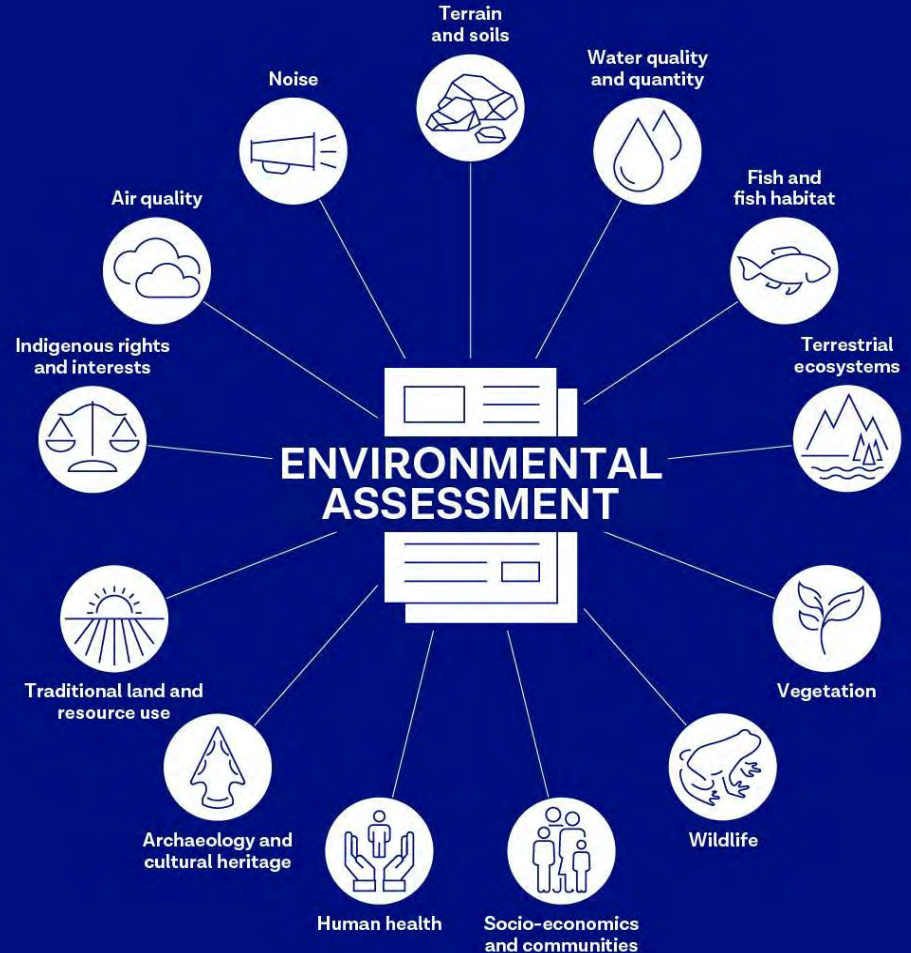 Terrain
and soils
Water quality
and quantity
Noise
Fish and
fish habitat
Air quality
Indigenous rights
and interests
Terrestrial
ecosystems
ENVIRONMENTAL
ASSESSMENT
Traditional land and
resource use
Vegetation
Archaeology and
cultural heritage
Wildlife
Human health
Socio-economics
and communities